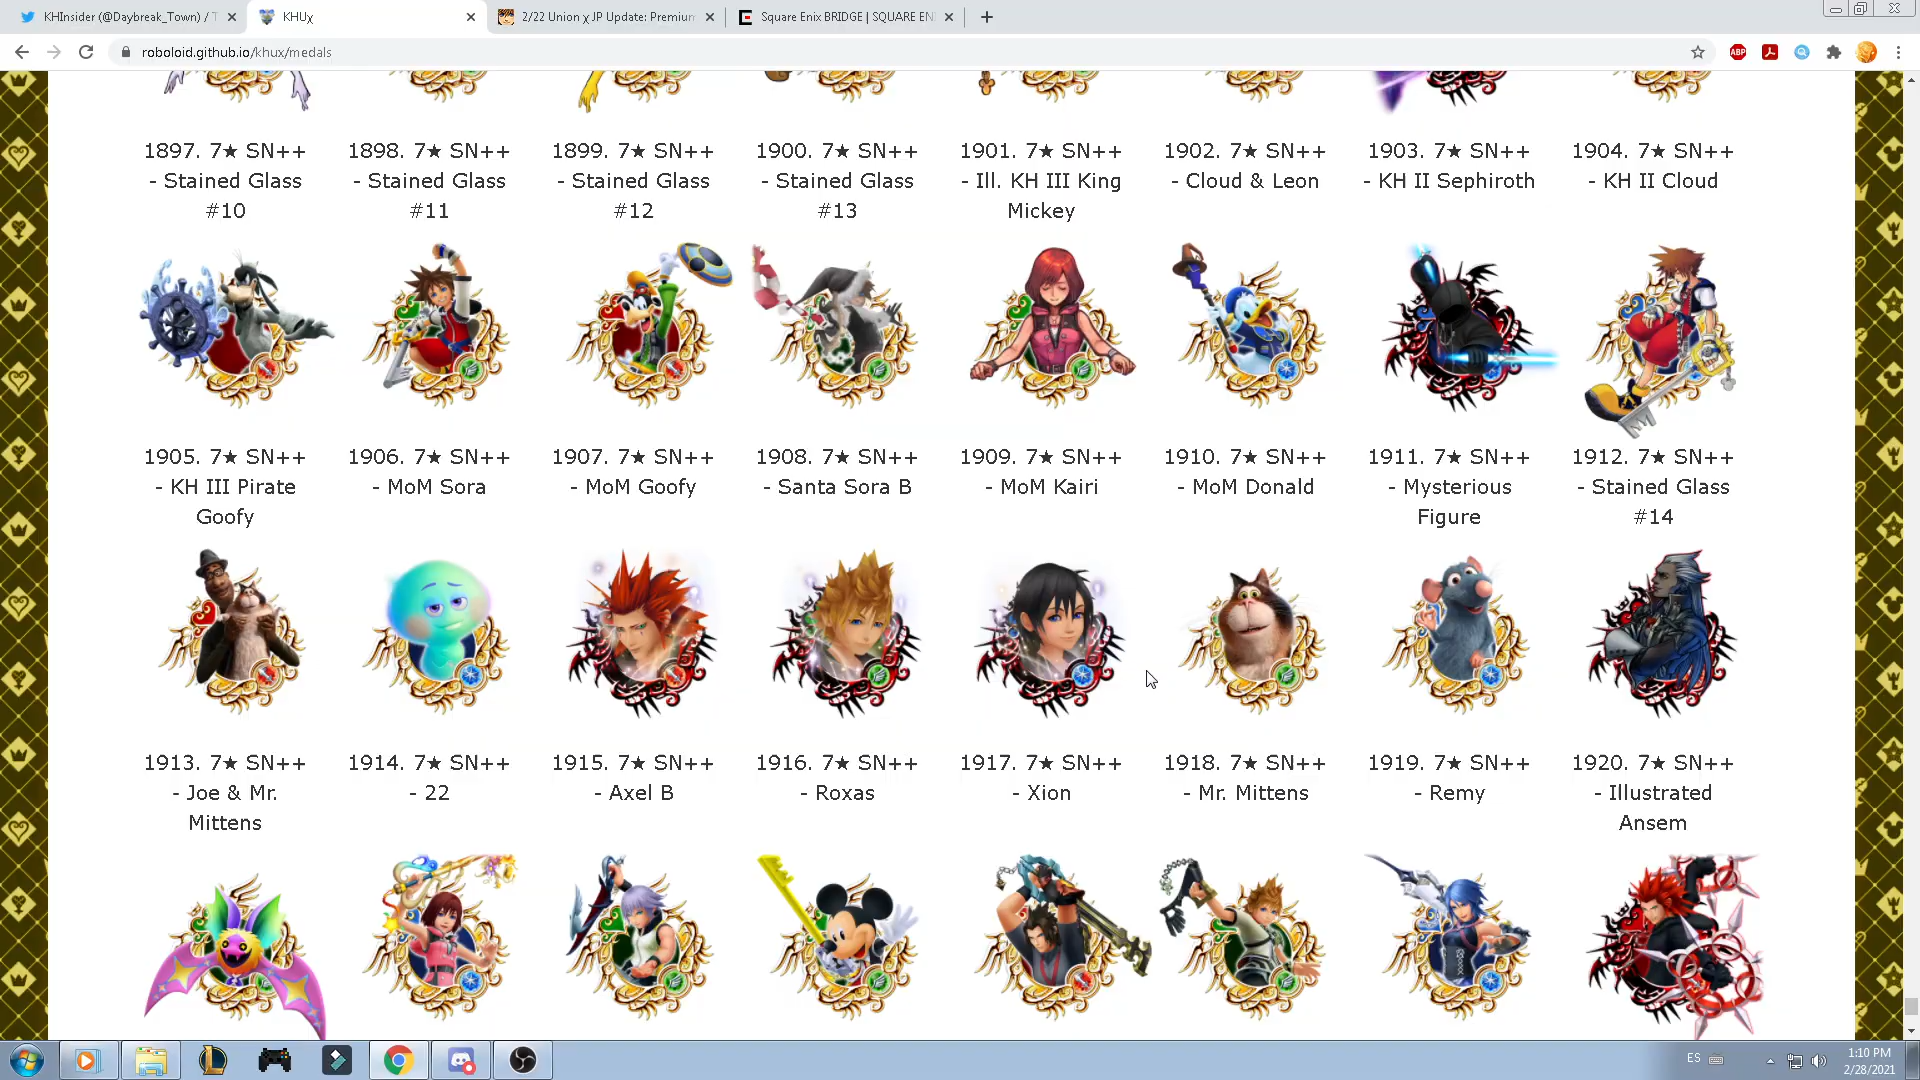 KHInsider (@Daybreak_Town) / T
KHUχ
2/22 Union χ JP Update: Premium
Square Enix BRIDGE | SQUARE EN
roboloid.github.io/khux/medals
ABP
1897. 7★ SN++
- Stained Glass
#10
1898. 7★ SN++
- Stained Glass
#11
1899. 7★ SN++
- Stained Glass
#12
1900. 7★ SN++
- Stained Glass
#13
1901. 7★ SN++
- Ill. KH III King
Mickey
1902. 7★ SN++
- Cloud & Leon
1903. 7★ SN++
- KH II Sephiroth
1904. 7★ SN++
- KH II Cloud
1905. 7★ SN++
- KH III Pirate
Goofy
1906. 7★ SN++
- MoM Sora
1907. 7★ SN++
- MoM Goofy
1908. 7★ SN++
- Santa Sora B
1909. 7★ SN++
- MoM Kairi
1910. 7★ SN++
- MoM Donald
1911. 7★ SN++
- Mysterious
Figure
1912. 7★ SN++
- Stained Glass
#14
1913. 7★ SN++
- Joe & Mr.
Mittens
1914. 7★ SN++
- 22
1915. 7★ SN++
- Axel B
1916. 7★ SN++
- Roxas
1917. 7★ SN++
- Xion
1918. 7★ SN++
- Mr. Mittens
1919. 7★ SN++
- Remy
1920. 7★ SN++
- Illustrated
Ansem
ES
1:10 PM
2/28/2021